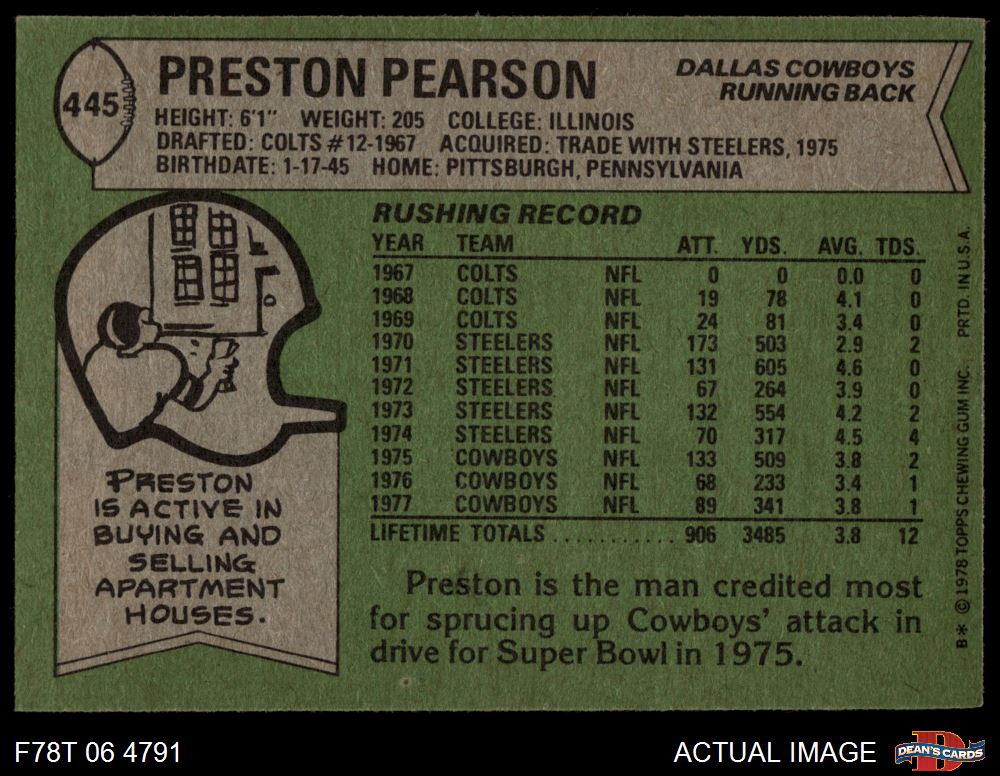 445
PRESTON PEARSON
DALLAS COWBOYS
RUNNING BACK
HEIGHT: 6'1" WEIGHT: 205 COLLEGE: ILLINOIS
DRAFTED: COLTS #12-1967 ACQUIRED: TRADE WITH STEELERS, 1975
BIRTHDATE: 1-17-45 HOME: PITTSBURGH, PENNSYLVANIA
RUSHING RECORD
YEAR TEAM ATT. YDS. AVG. TDS.
1967 COLTS NFL 0 0 0.0 0
1968 COLTS NFL 19 78 4.1 0
1969 COLTS NFL 24 81 3.4 0
1970 STEELERS NFL 173 503 2.9 2
1971 STEELERS NFL 131 605 4.6 0
1972 STEELERS NFL 67 264 3.9 0
1973 STEELERS NFL 132 554 4.2 2
1974 STEELERS NFL 70 317 4.5 4
1975 COWBOYS NFL 133 509 3.8 2
1976 COWBOYS NFL 68 233 3.4 1
1977 COWBOYS NFL 89 341 3.8 1
LIFETIME TOTALS ........... 906 3485 3.8 12
PRESTON
IS ACTIVE IN
BUYING AND
SELLING
APARTMENT
HOUSES.
Preston is the man credited most
for sprucing up Cowboys' attack in
drive for Super Bowl in 1975.
B* © 1978 TOPPS CHEWING GUM INC. PRTD. IN U.S.A.
F78T 06 4791
ACTUAL IMAGE
DEAN'S CARDS